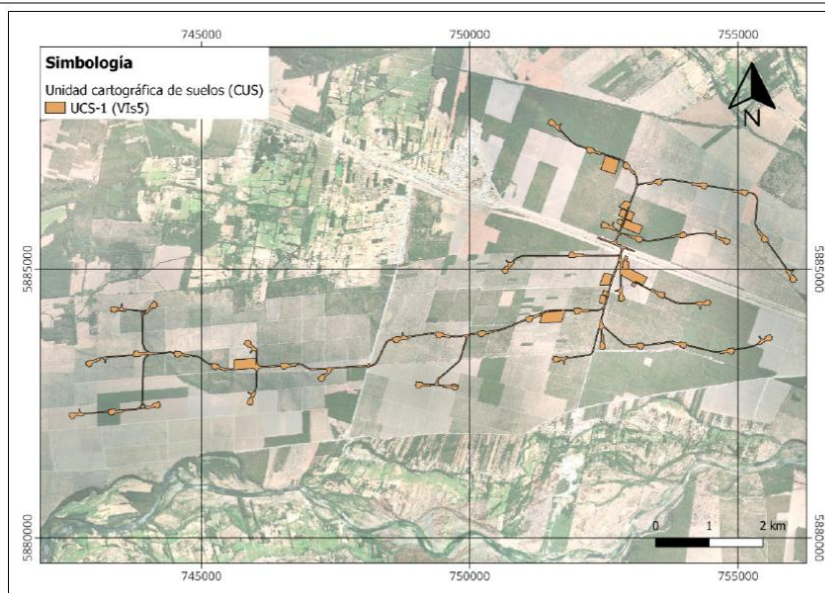 745000 750000 755000
Simbología
Unidad cartográfica de suelos (CUS)
UCS-1 (VIs5)
N
5885000 5885000
5880000 5880000
0 1 2 km
745000 750000 755000